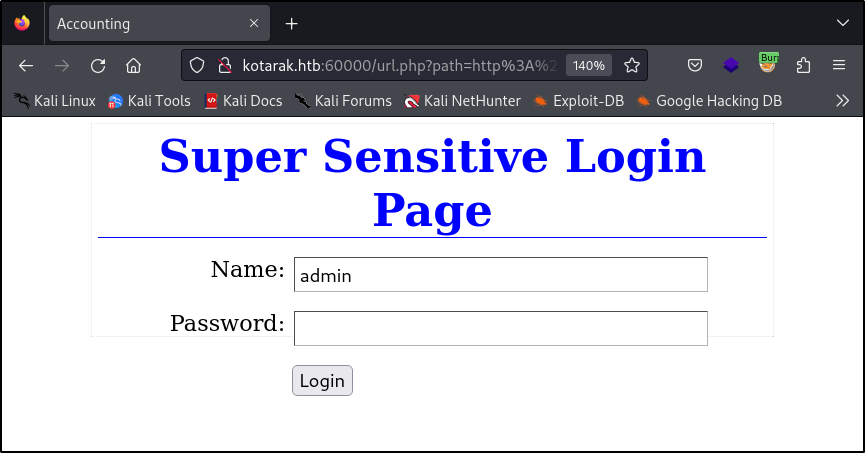 Accounting
kotarak.htb:60000/url.php?path=http%3A%2 140%
Kali Linux Kali Tools Kali Docs Kali Forums Kali NetHunter Exploit-DB Google Hacking DB
Super Sensitive Login
Page
Name: admin
Password:
Login